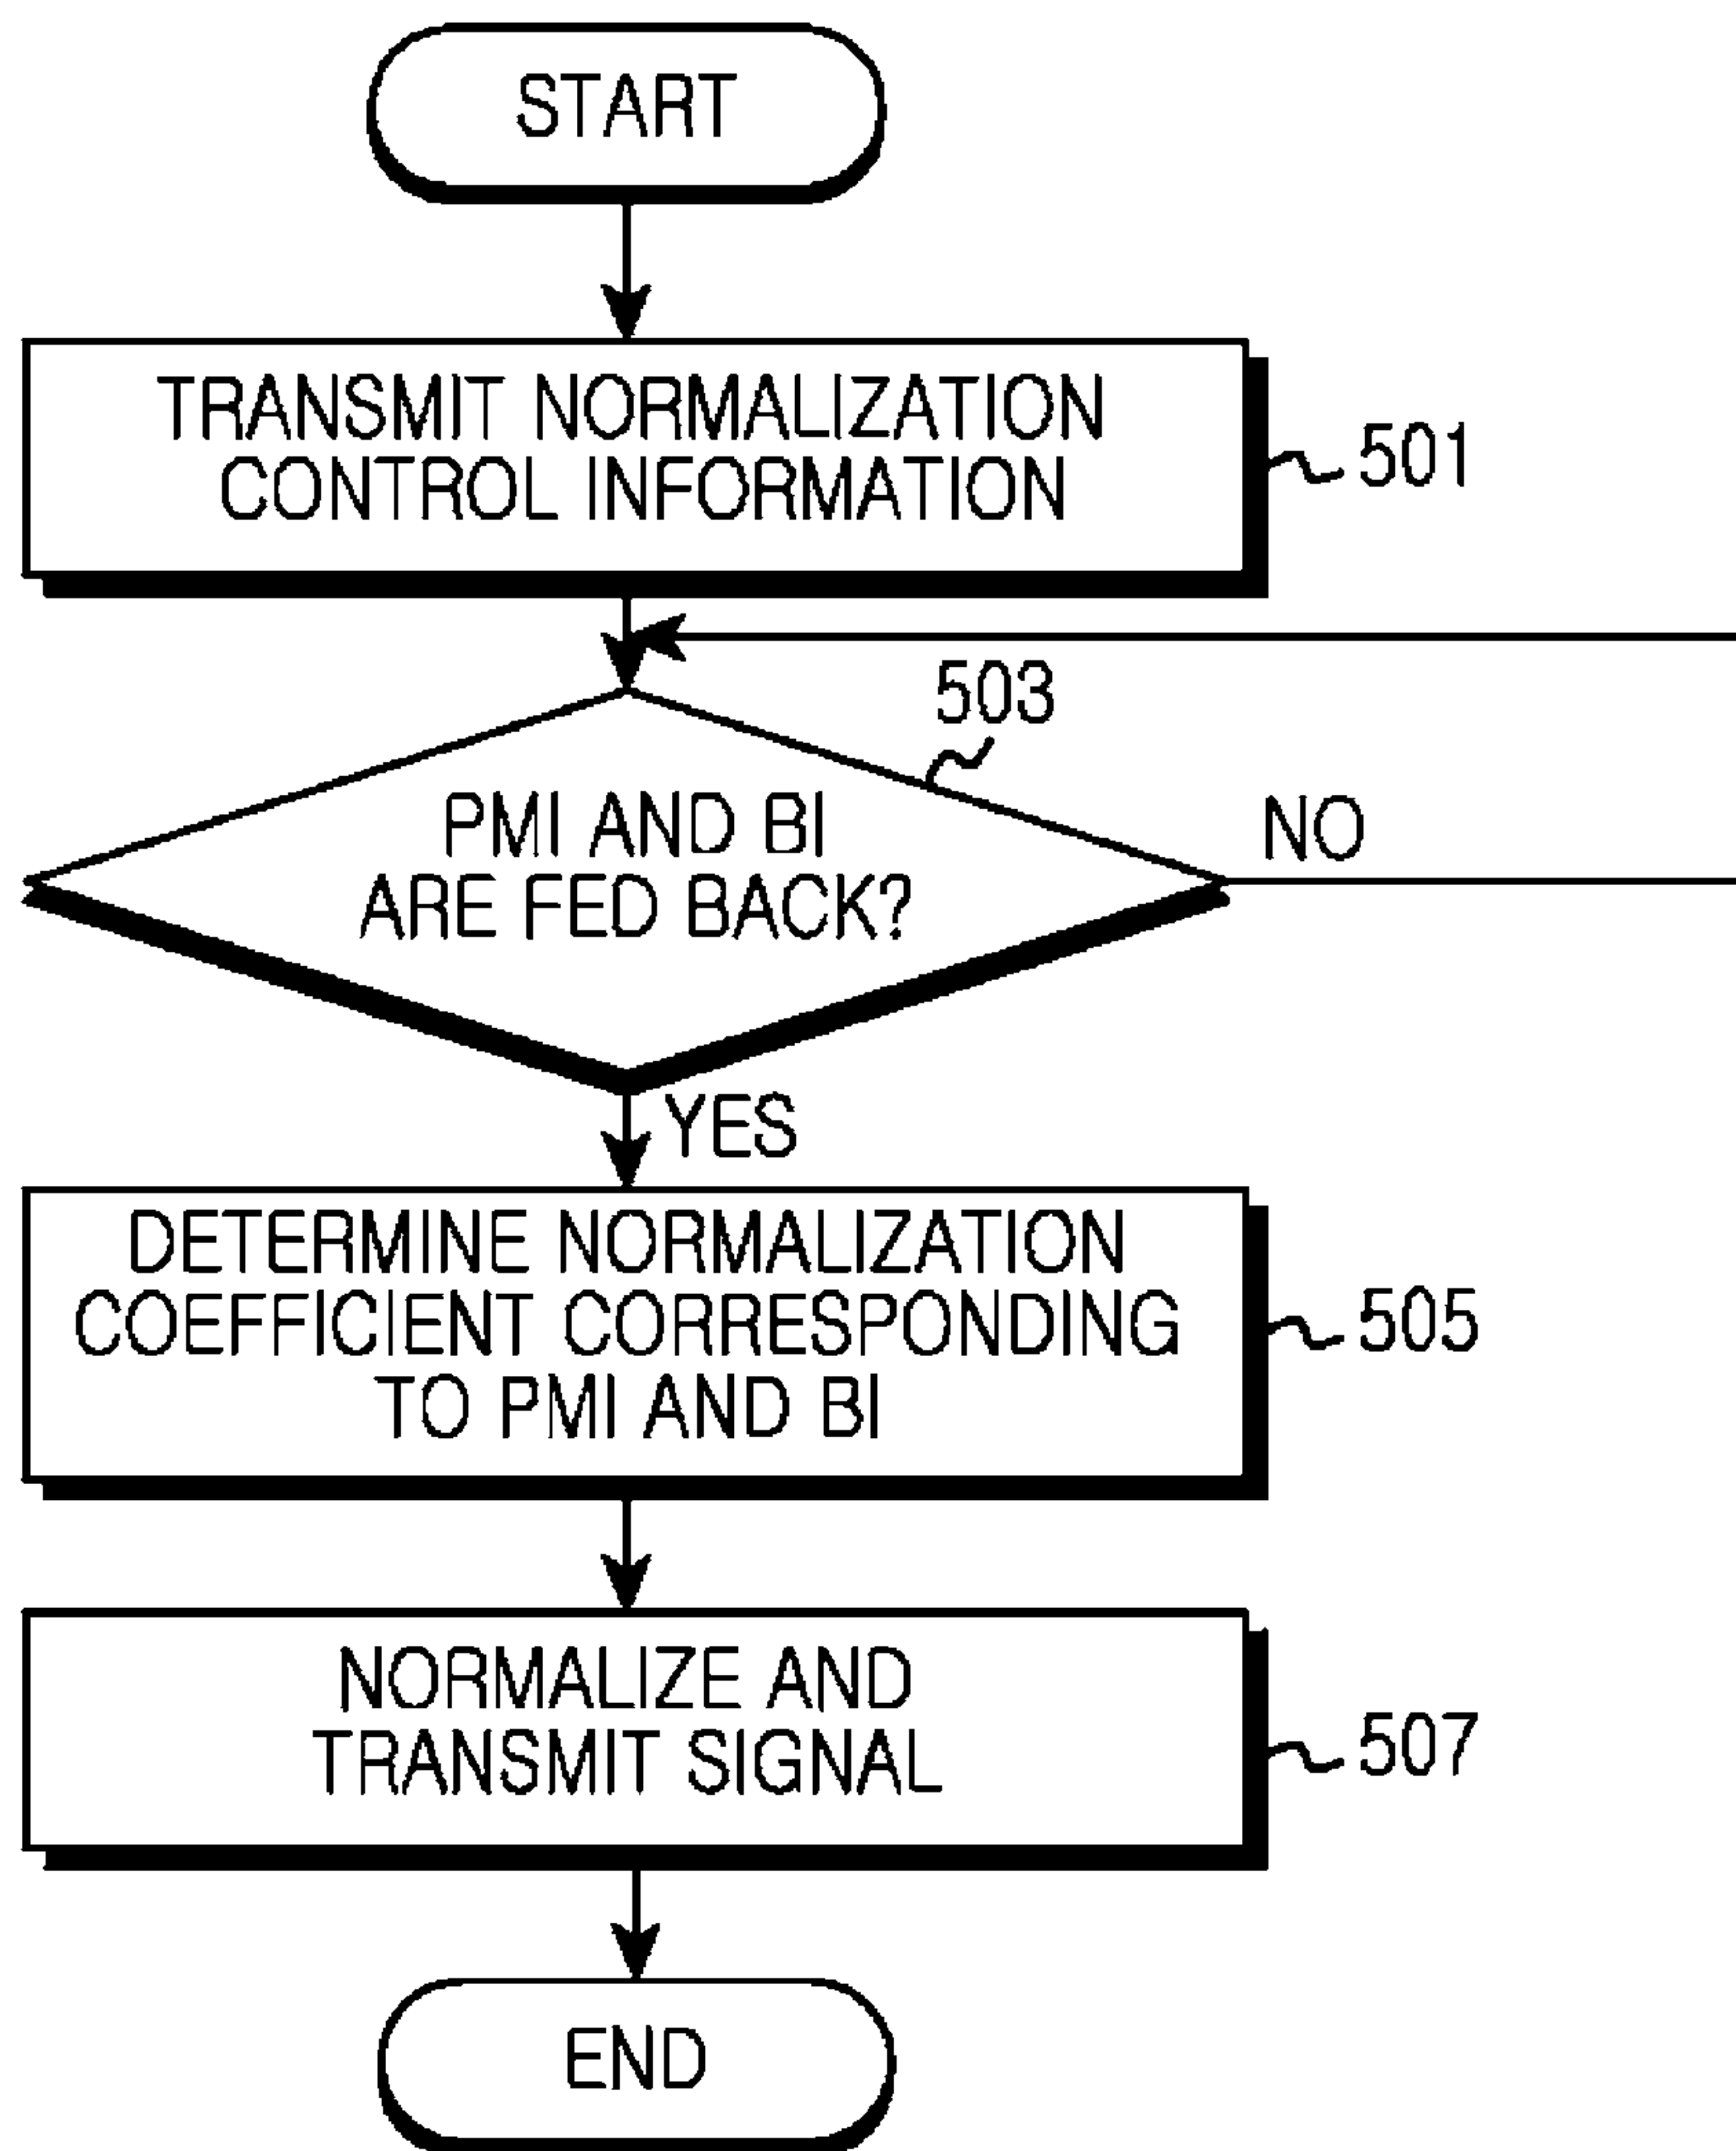 START
TRANSMIT NORMALIZATION
CONTROL INFORMATION
501
503
PMI AND BI
ARE FED BACK?
NO
YES
DETERMINE NORMALIZATION
COEFFICIENT CORRESPONDING
TO PMI AND BI
505
NORMALIZE AND
TRANSMIT SIGNAL
507
END